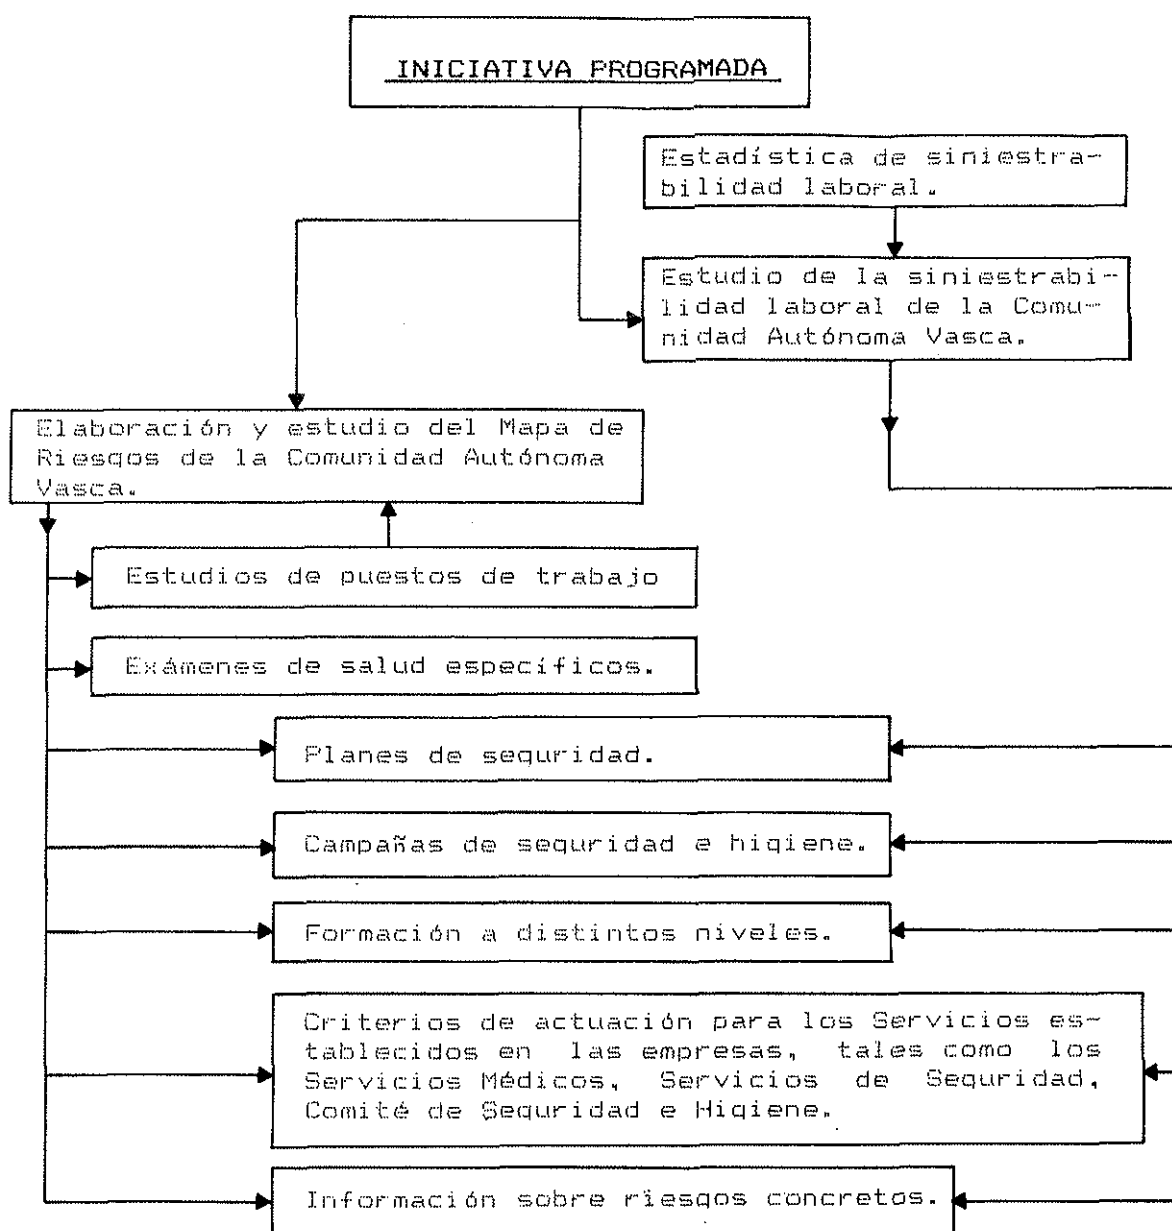 INICIATIVA PROGRAMADA
Estadística de siniestra-
bilidad laboral.
Estudio de la siniestrabi-
lidad laboral de la Comu-
nidad Autónoma Vasca.
Elaboración y estudio del Mapa de
Riesgos de la Comunidad Autónoma
Vasca.
Estudios de puestos de trabajo
Exámenes de salud específicos.
Planes de seguridad.
Campañas de seguridad e higiene.
Formación a distintos niveles.
Criterios de actuación para los Servicios es-
tablecidos en las empresas, tales como los
Servicios Médicos, Servicios de Seguridad,
Comité de Seguridad e Higiene.
Información sobre riesgos concretos.